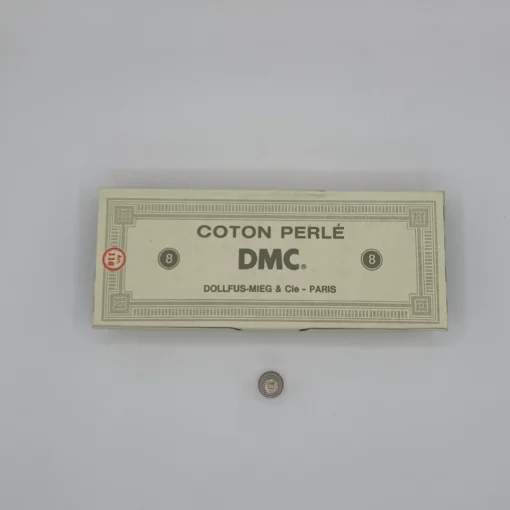 COTON PERLÉ
8 DMC® 8
DOLLFUS-MIEG & Cie - PARIS